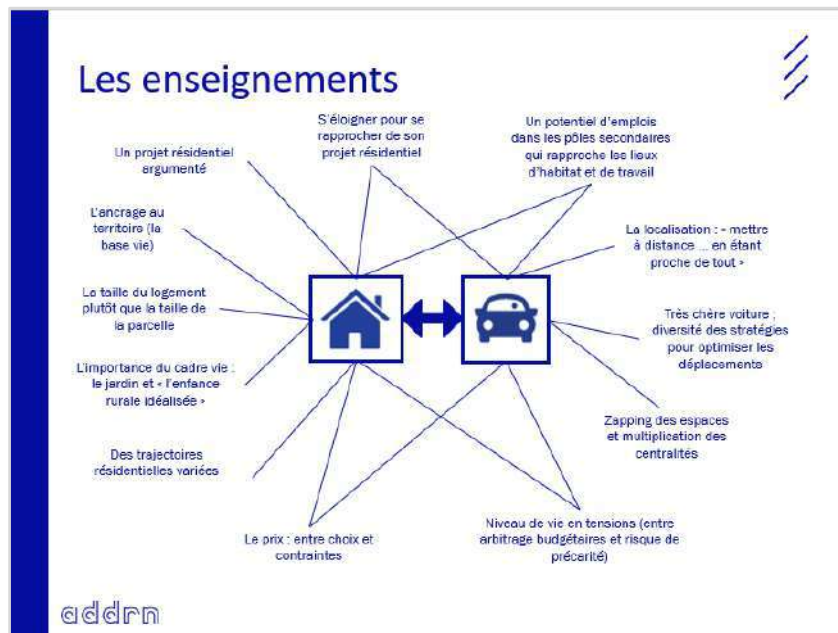 Les enseignements
S'éloigner pour se
rapprocher de son
projet résidentiel
Un potentiel d'emplois
dans les pôles secondaires
qui rapproche les lieux
d'habitat et de travail
Un projet résidentiel
argumenté
L'ancrage au
territoire (la
base vie)
La localisation : « mettre
à distance ... en étant
proche de tout »
La taille du logement
plutôt que la taille de
la parcelle
Très chère voiture :
diversité des stratégies
pour optimiser les
déplacements
L'importance du cadre vie :
le jardin et « l'enfance
rurale idéalisée »
Zapping des espaces
et multiplication des
centralités
Des trajectoires
résidentielles variées
Le prix : entre choix et
contraintes
Niveau de vie en tensions (entre
arbitrage budgétaires et risque de
précarité)
addrn